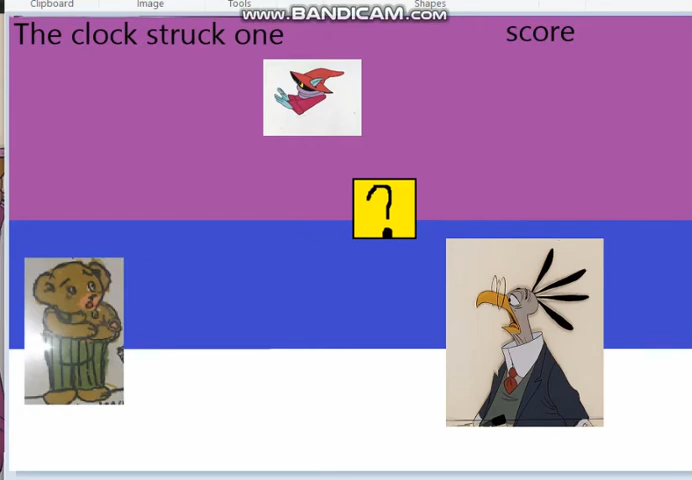 Clipboard Image Tools Shapes
www.BANDICAM.com
The clock struck one
score
?